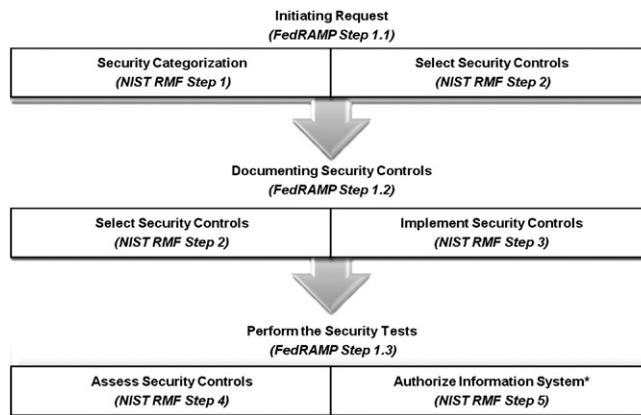 Initiating Request
(FedRAMP Step 1.1)
Security Categorization
(NIST RMF Step 1)
Select Security Controls
(NIST RMF Step 2)
Documenting Security Controls
(FedRAMP Step 1.2)
Select Security Controls
(NIST RMF Step 2)
Implement Security Controls
(NIST RMF Step 3)
Perform the Security Tests
(FedRAMP Step 1.3)
Assess Security Controls
(NIST RMF Step 4)
Authorize Information System*
(NIST RMF Step 5)